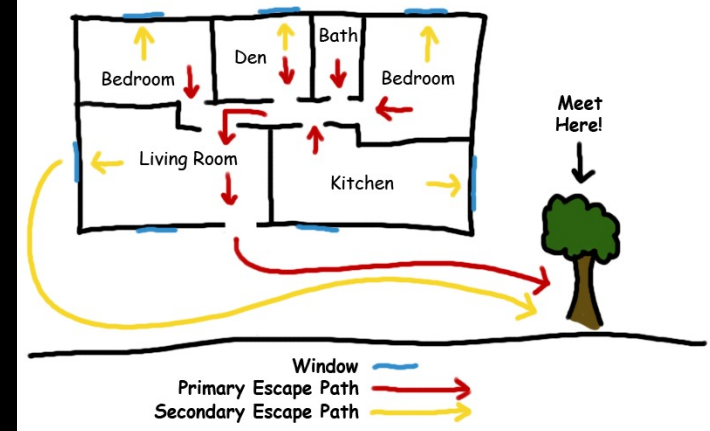 Bath
Den
Bedroom
Bedroom
Meet
Here!
Living Room
Kitchen
Window
Primary Escape Path
Secondary Escape Path